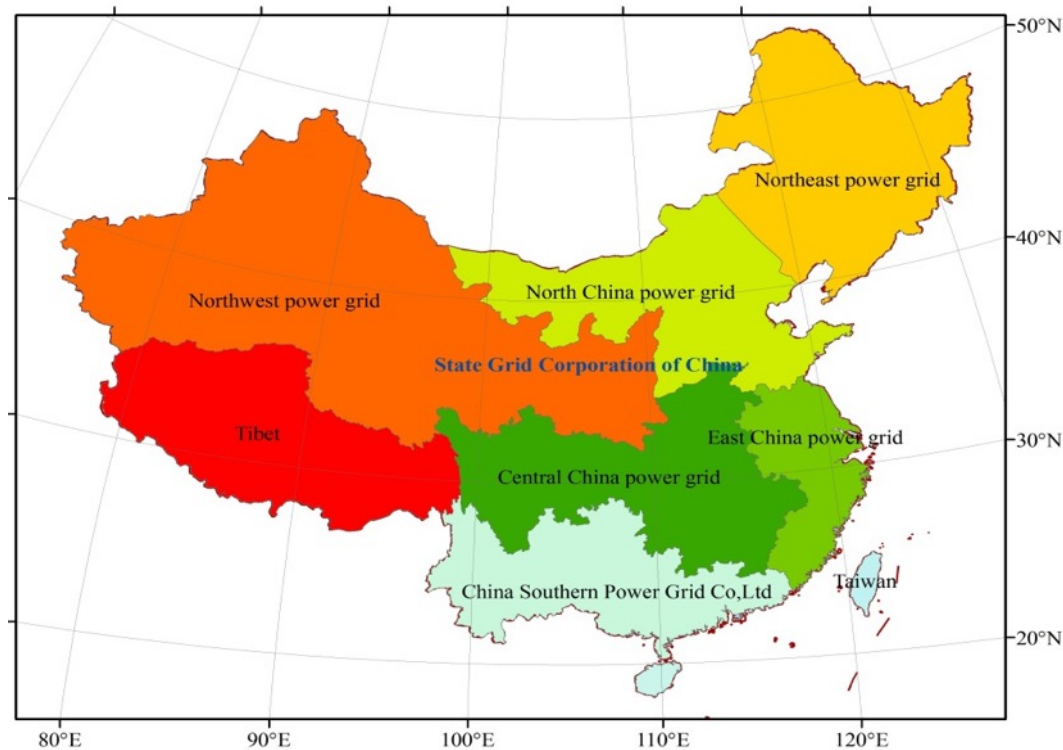 50°N
Northeast power grid
40°N
North China power grid
Northwest power grid
State Grid Corporation of China
Tibet
East China power grid
30°N
Central China power grid
Taiwan
China Southern Power Grid Co,Ltd
20°N
80°E
90°E
100°E
110°E
120°E